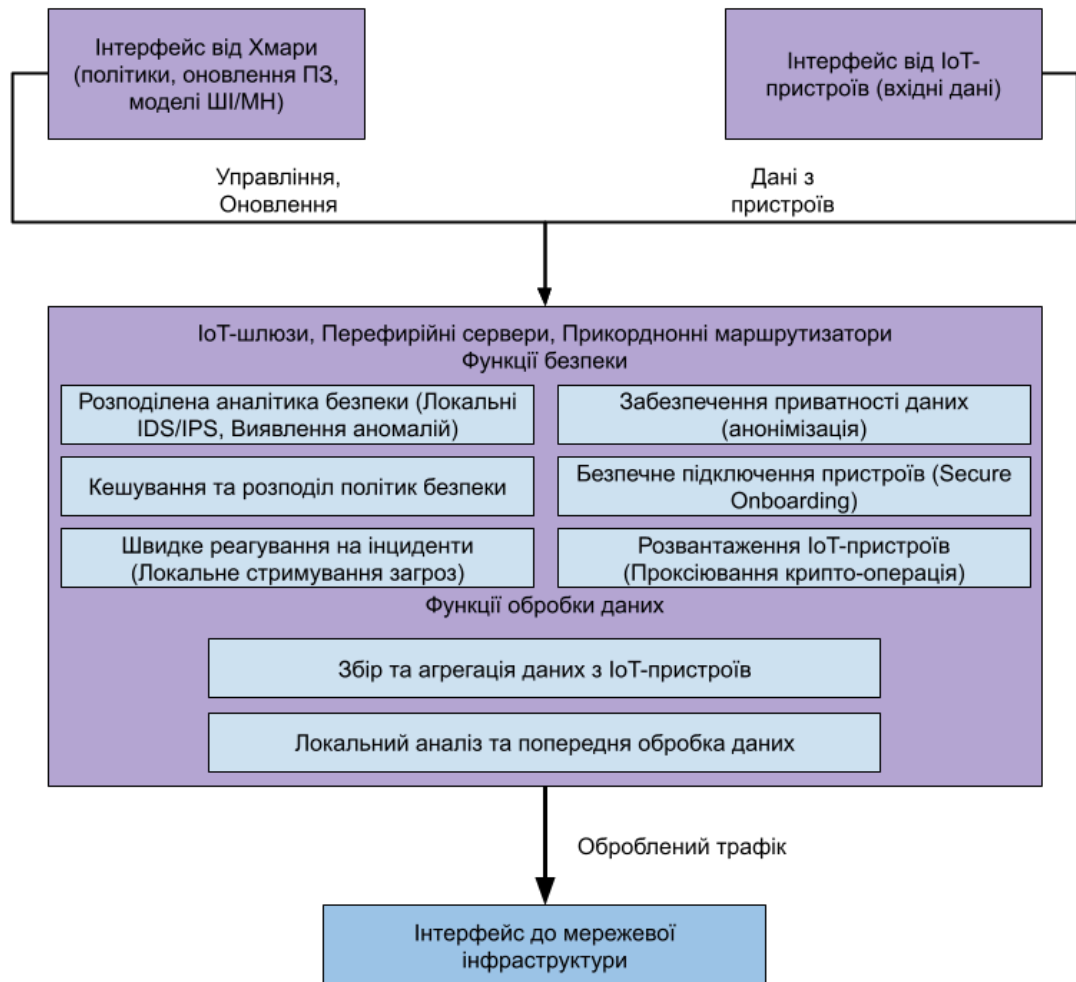 Інтерфейс від Хмари
(політики, оновлення ПЗ,
моделі ШІ/МН)
Інтерфейс від IoT-
пристроїв (вхідні дані)
Управління,
Оновлення
Дані з
пристроїв
IoT-шлюзи, Перефирійні сервери, Прикорднонні маршрутизатори
Функції безпеки
Розподілена аналітика безпеки (Локальні
IDS/IPS, Виявлення аномалій)
Забезпечення приватності даних
(анонімізація)
Кешування та розподіл політик безпеки
Безпечне підключення пристроїв (Secure
Onboarding)
Швидке реагування на інциденти
(Локальне стримування загроз)
Розвантаження IoT-пристроїв
(Проксіювання крипто-операція)
Функції обробки даних
Збір та агрегація даних з IoT-пристроїв
Локальний аналіз та попередня обробка даних
Оброблений трафік
Інтерфейс до мережевої
інфраструктури